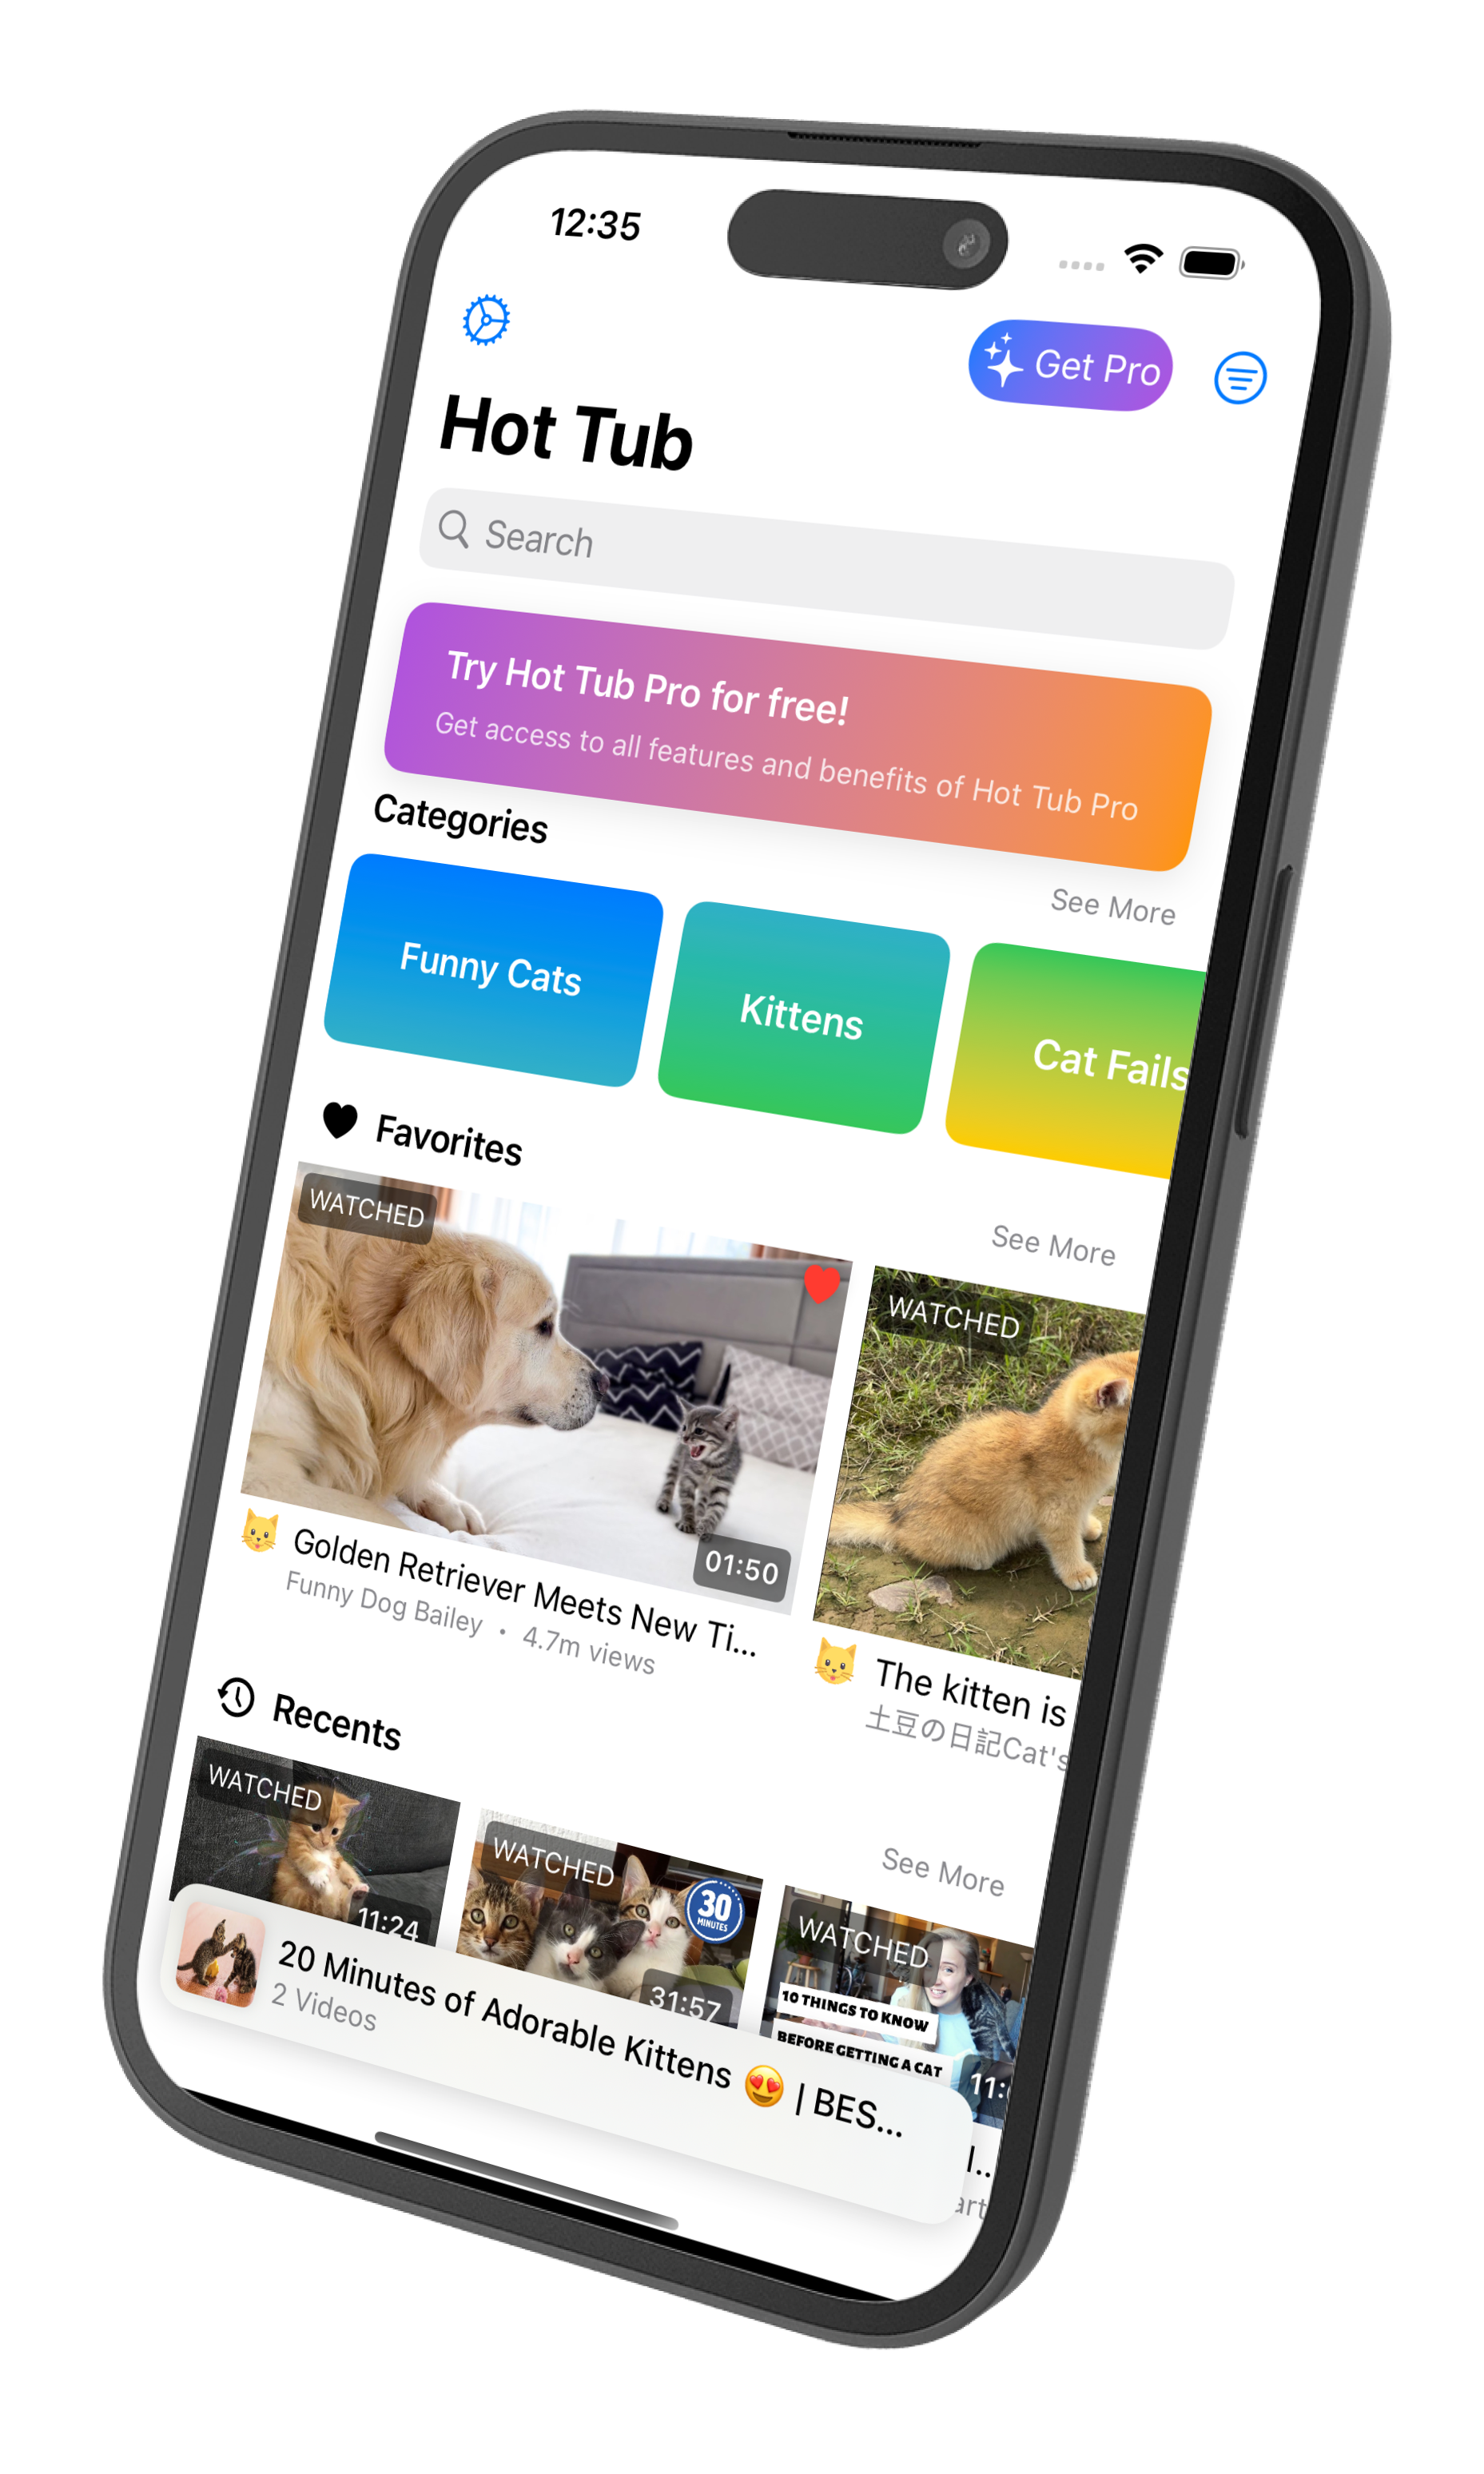 12:35
Get Pro
Hot Tub
Search
Try Hot Tub Pro for free!
Get access to all features and benefits of Hot Tub Pro
Categories
See More
Funny Cats
Kittens
Cat Fails
Favorites
See More
WATCHED
WATCHED
01:50
Golden Retriever Meets New Ti...
Funny Dog Bailey • 4.7m views
The kitten is
土豆の日記Cat's
Recents
See More
WATCHED
11:24
WATCHED
30
MINUTES
31:57
WATCHED
10 THINGS TO KNOW
BEFORE GETTING A CAT
11:
20 Minutes of Adorable Kittens 😍 | BES...
2 Videos